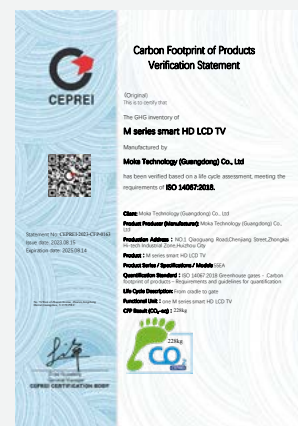 Carbon Footprint of Products
Verification Statement
CEPREI
(Original)
This is to certify that
The GHG inventory of
M series smart HD LCD TV
Manufactured by
Moka Technology (Guangdong) Co., Ltd
has been verified based on a life cycle assessment, meeting the
requirements of ISO 14067:2018.
Statement No.: CEPREI-2023-CFP-0163
Issue date: 2023.08.15
Expiration date: 2025.08.14
Class: Moka Technology (Guangdong) Co., Ltd
Product Producer (Manufacturer): Moka Technology (Guangdong) Co.,
Ltd
Production Address : NO.1 Qiaoguang Road,Chenjiang Street,Zhongkai
Hi-tech Industrial Zone,Huizhou City
Product : M series smart HD LCD TV
Product Series / Specifications / Models:
Quantification Standard : ISO 14067:2018 Greenhouse gases - Carbon
footprint of products - Requirements and guidelines for quantification
Life Cycle Description: From cradle to gate
Functional Unit : one M series smart HD LCD TV
CFP Result (CO₂-eq) : 228kg
228kg
CO2
General Manager
CEPREI CERTIFICATION BODY